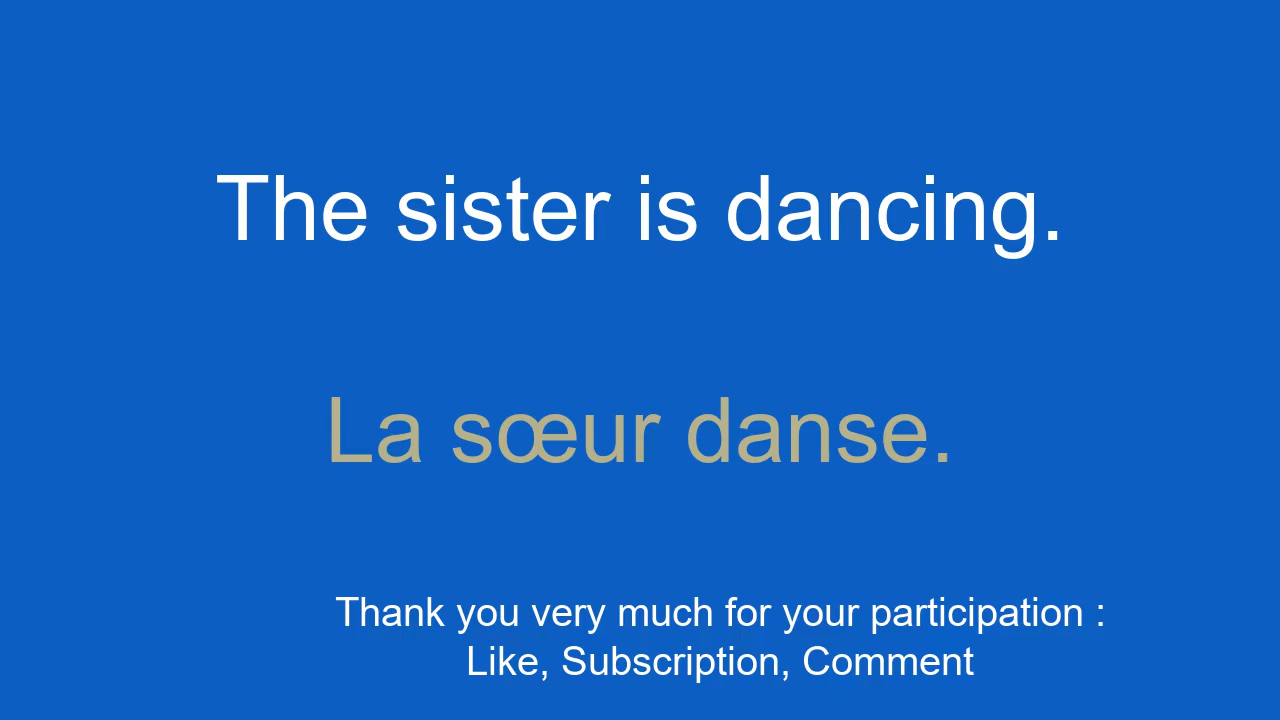 The sister is dancing.
La sœur danse.
Thank you very much for your participation :
Like, Subscription, Comment